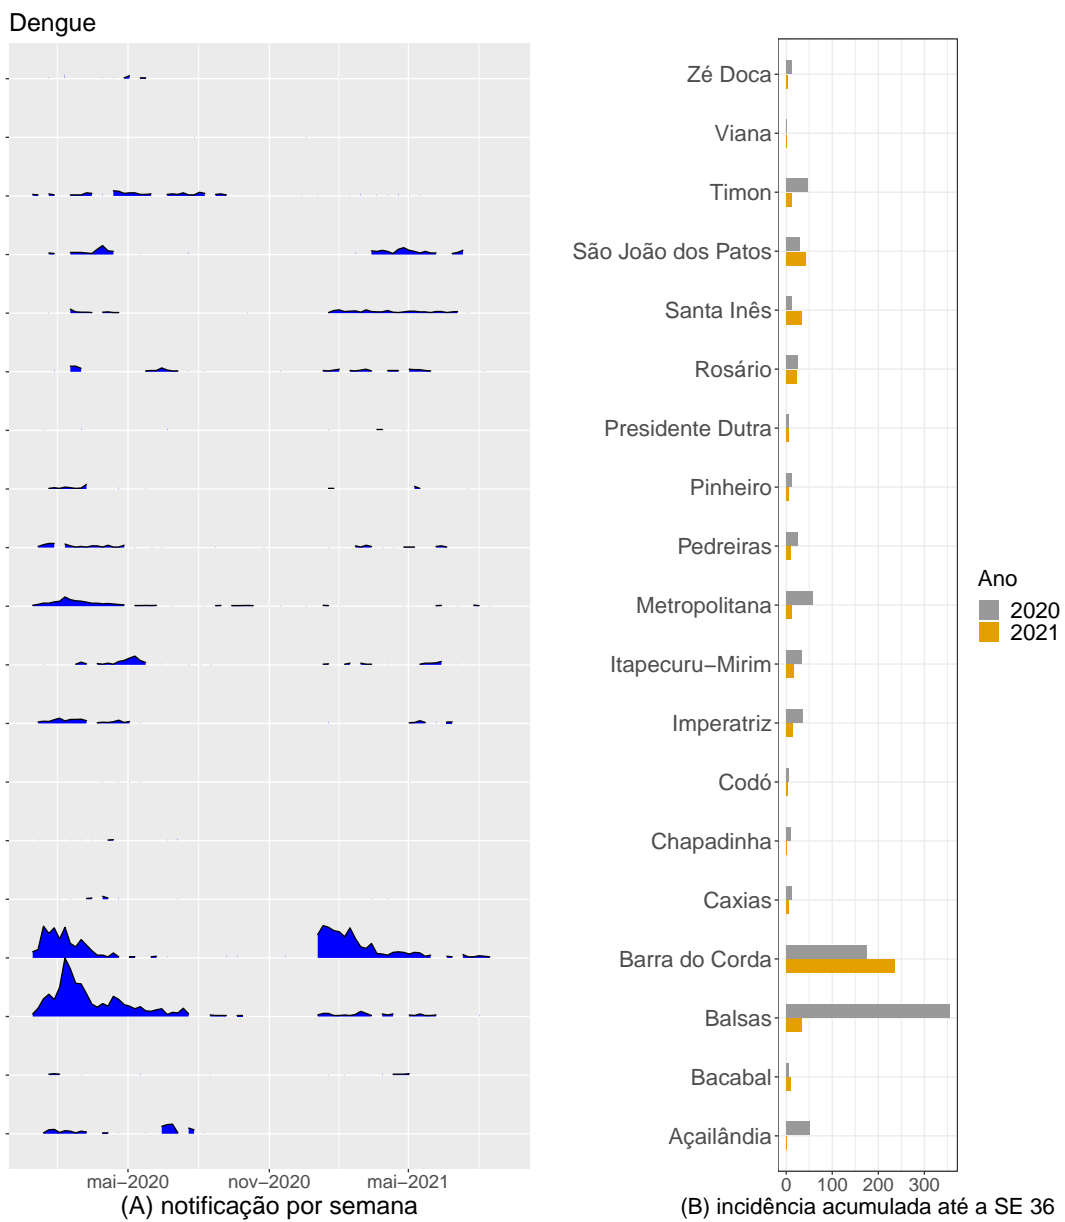 Dengue
Zé Doca
Viana
Timon
São João dos Patos
Santa Inês
Rosário
Presidente Dutra
Pinheiro
Pedreiras
Metropolitana
Itapecuru−Mirim
Imperatriz
Codó
Chapadinha
Caxias
Barra do Corda
Balsas
Bacabal
Açailândia
Ano
2020
2021
mai−2020 nov−2020 mai−2021
(A) notificação por semana
0 100 200 300
(B) incidência acumulada até a SE 36